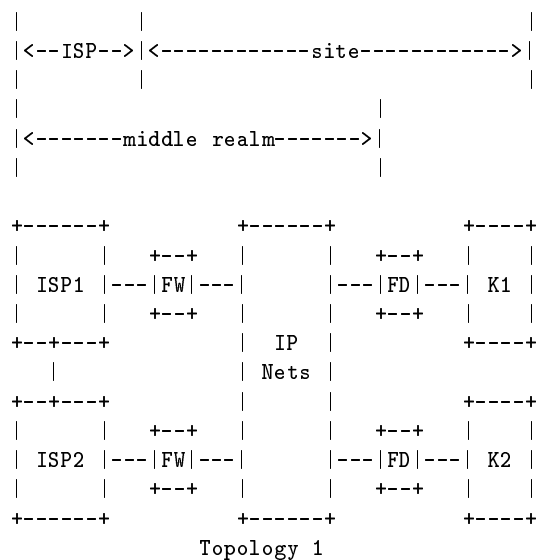 |              |                                            |
|<--ISP-->|<------------site------------->|
|              |                                            |
|                                            |
|<-------middle realm------->|
|                                            |
+------+         +------+         +----+
|      |   +--+   |      |   +--+   |    |
| ISP1 |---|FW|---|      |---|FD|---| K1 |
|      |   +--+   |      |   +--+   |    |
+--+---+         |  IP  |         +----+
|            | Nets |
+--+---+         |      |         +----+
|      |   +--+   |      |   +--+   |    |
| ISP2 |---|FW|---|      |---|FD|---| K2 |
|      |   +--+   |      |   +--+   |    |
+------+         +------+         +----+
Topology 1